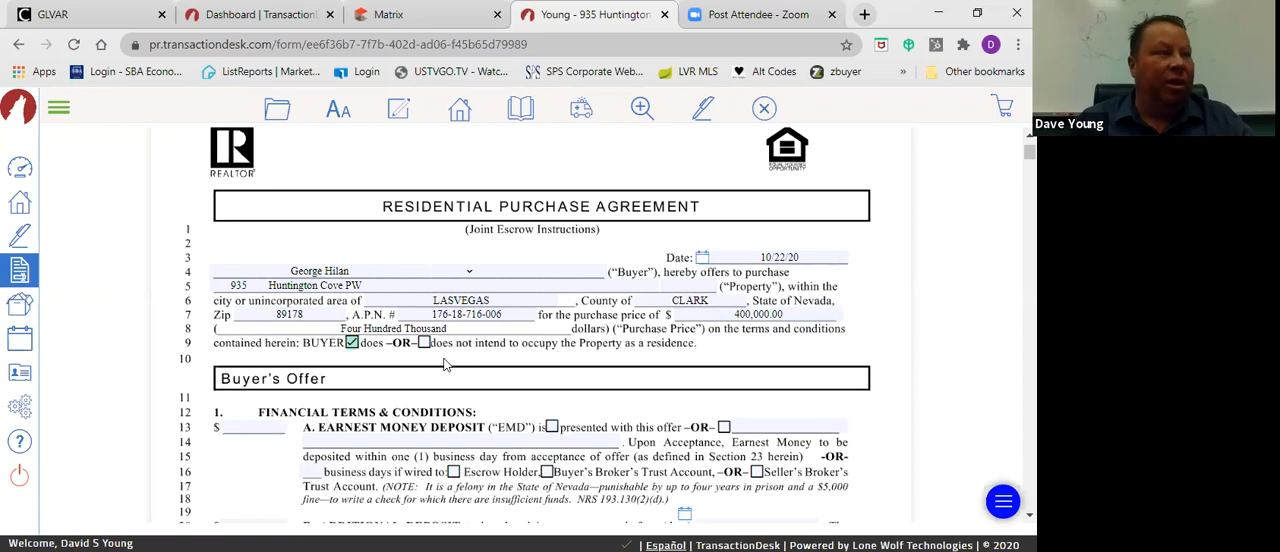 GLVAR
Dashboard | TransactionDesk
Matrix
Young - 935 Huntington
Post Attendee - Zoom
pr.transactiondesk.com/form/ee6f36b7-7f7b-402d-ad06-f45b65d79989
Apps
Login - SBA Econo...
ListReports | Market...
Login
USTVGO.TV - Watc...
SPS Corporate Web...
LVR MLS
Alt Codes
zbuyer
»
Other bookmarks
Dave Young
REALTOR®
EQUAL HOUSING OPPORTUNITY
RESIDENTIAL PURCHASE AGREEMENT
1 (Joint Escrow Instructions)
2
3 Date: 10/22/20
4 George Hilan ("Buyer"), hereby offers to purchase
5 935 Huntington Cove PW ("Property"), within the
6 city or unincorporated area of LASVEGAS, County of CLARK, State of Nevada,
7 Zip 89178, A.P.N. # 176-18-716-006 for the purchase price of $ 400,000.00
8 ( Four Hundred Thousand dollars) ("Purchase Price") on the terms and conditions
9 contained herein: BUYER ✓ does –OR– does not intend to occupy the Property as a residence.
10
Buyer's Offer
11
12 1. FINANCIAL TERMS & CONDITIONS:
13 $ A. EARNEST MONEY DEPOSIT ("EMD") is presented with this offer –OR–
14 . Upon Acceptance, Earnest Money to be
15 deposited within one (1) business day from acceptance of offer (as defined in Section 23 herein) -OR-
16 business days if wired to: Escrow Holder, Buyer's Broker's Trust Account, –OR– Seller's Broker's
17 Trust Account. (NOTE: It is a felony in the State of Nevada–punishable by up to four years in prison and a $5,000
18 fine–to write a check for which there are insufficient funds. NRS 193.130(2)(d).)
19
Welcome, David S Young
Español | TransactionDesk | Powered by Lone Wolf Technologies | © 2020